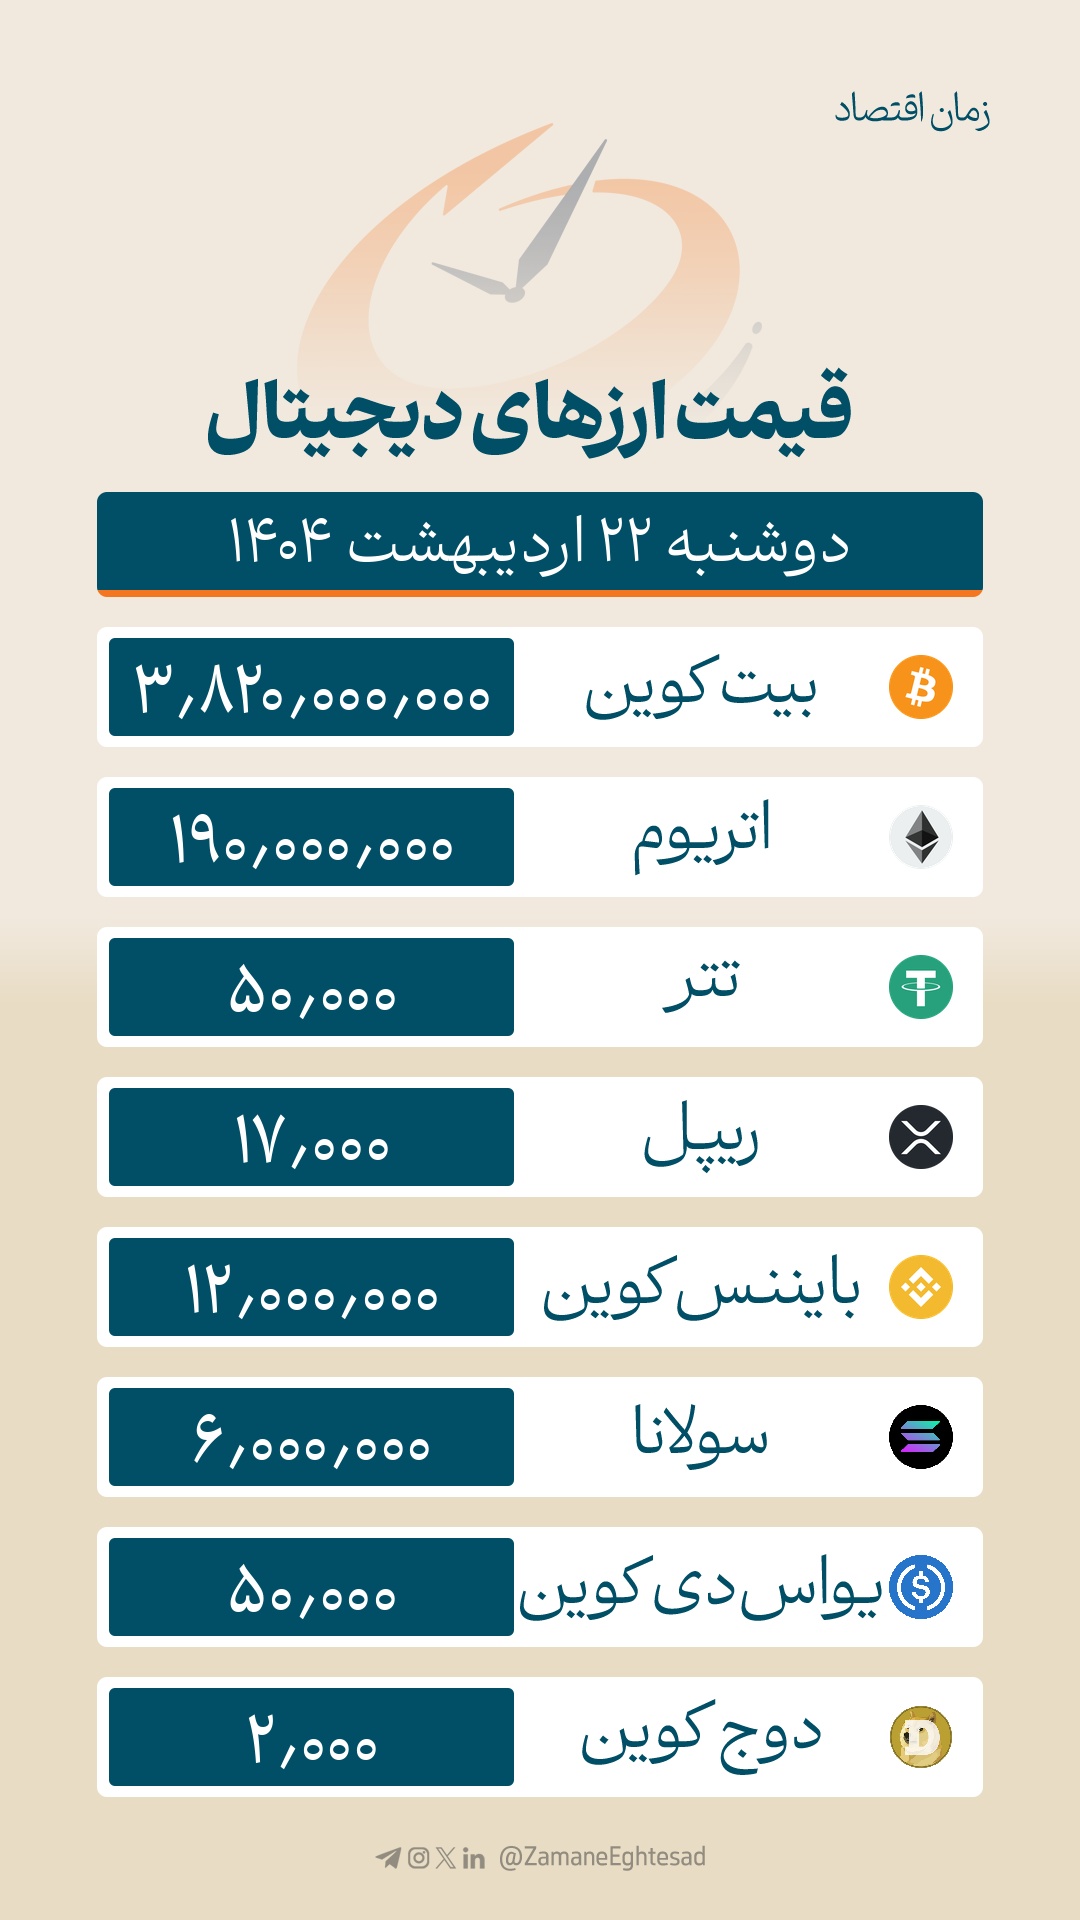 زمان اقتصاد
قیمت ارزهای دیجیتال
دوشنبه ۲۲ اردیبهشت ۱۴۰۴
بیت کوین ۳٫۸۲۰٫۰۰۰٫۰۰۰
اتریوم ۱۹۰٫۰۰۰٫۰۰۰
تتر ۵۰٫۰۰۰
ریپل ۱۷٫۰۰۰
بایننس کوین ۱۲٫۰۰۰٫۰۰۰
سولانا ۶٫۰۰۰٫۰۰۰
یو اس دی کوین ۵۰٫۰۰۰
دوج کوین ۲٫۰۰۰
@ZamaneEghtesad